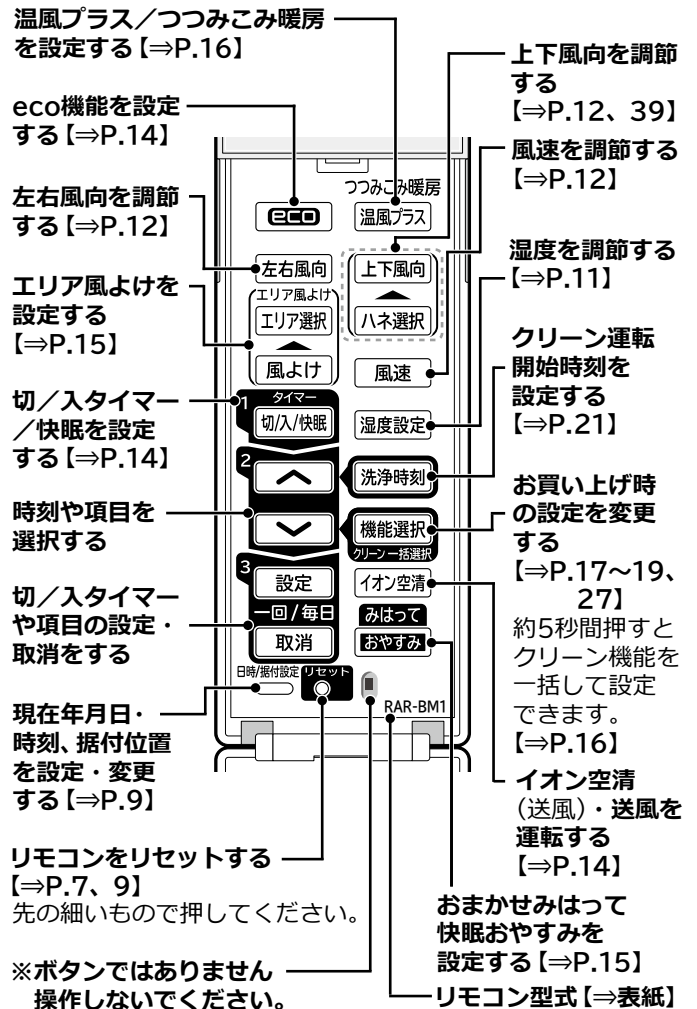 温風プラス／つつみこみ暖房
を設定する【⇒P.16】
eco機能を設定
する【⇒P.14】
左右風向を調節
する【⇒P.12】
エリア風よけを
設定する
【⇒P.15】
切／入タイマー
／快眠を設定
する【⇒P.14】
時刻や項目を
選択する
切／入タイマー
や項目の設定・
取消をする
現在年月日・
時刻、据付位置
を設定・変更
する【⇒P.9】
リモコンをリセットする
【⇒P.7、9】
先の細いもので押してください。
※ボタンではありません
操作しないでください。
つつみこみ暖房
eco
温風プラス
左右風向
上下風向
エリア風よけ
エリア選択
ハネ選択
風よけ
風速
1
タイマー
切/入/快眠
湿度設定
2
洗浄時刻
機能選択
クリーン一括選択
3
設定
イオン空清
一回/毎日
みはって
取消
おやすみ
日時/据付設定
リセット
RAR-BM1
上下風向を調節
する
【⇒P.12、39】
風速を調節する
【⇒P.12】
湿度を調節する
【⇒P.11】
クリーン運転
開始時刻を
設定する
【⇒P.21】
お買い上げ時
の設定を変更
する
【⇒P.17～19、
27】
約5秒間押すと
クリーン機能を
一括して設定
できます。
【⇒P.16】
イオン空清
（送風）・送風を
運転する
【⇒P.14】
おまかせみはって
快眠おやすみを
設定する【⇒P.15】
リモコン型式【⇒表紙】